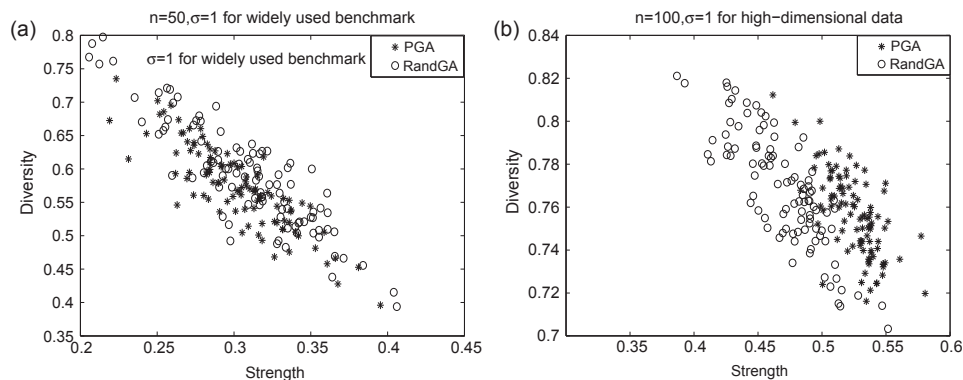 (a)
n=50,σ=1 for widely used benchmark
σ=1 for widely used benchmark
PGA
RandGA
Diversity
0.8
0.75
0.7
0.65
0.6
0.55
0.5
0.45
0.4
0.35
0.2
0.25
0.3
0.35
0.4
0.45
Strength
(b)
n=100,σ=1 for high−dimensional data
PGA
RandGA
Diversity
0.84
0.82
0.8
0.78
0.76
0.74
0.72
0.7
0.35
0.4
0.45
0.5
0.55
0.6
Strength